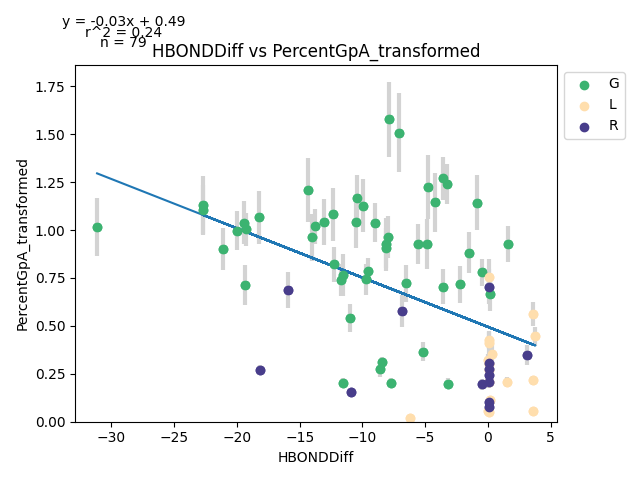 y = -0.03x + 0.49
r^2 = 0.24
n = 79
HBONDDiff vs PercentGpA_transformed
PercentGpA_transformed
1.75
1.50
1.25
1.00
0.75
0.50
0.25
0.00
−30 −25 −20 −15 −10 −5 0 5
HBONDDiff
G
L
R